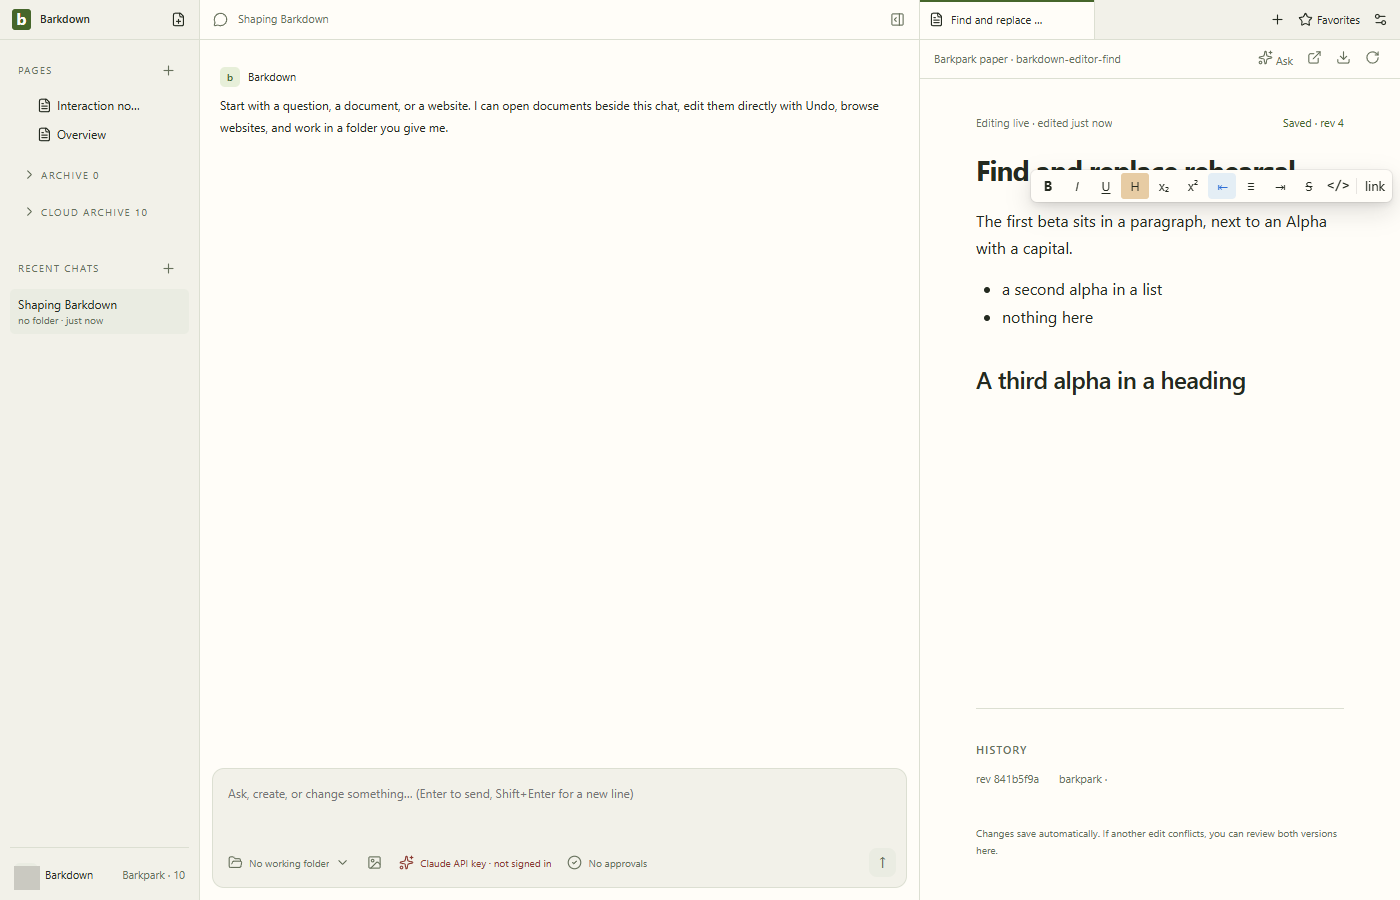 b Barkdown
PAGES
Interaction no...
Overview
ARCHIVE 0
CLOUD ARCHIVE 10
RECENT CHATS
Shaping Barkdown
no folder · just now
Barkdown
Barkpark · 10
Shaping Barkdown
b Barkdown
Start with a question, a document, or a website. I can open documents beside this chat, edit them directly with Undo, browse
websites, and work in a folder you give me.
Ask, create, or change something... (Enter to send, Shift+Enter for a new line)
No working folder
Claude API key · not signed in
No approvals
Find and replace ...
Favorites
Barkpark paper · barkdown-editor-find
Ask
Editing live · edited just now
Saved · rev 4
Find and replace rehearsal
B I U H x₂ x² S </> link
The first beta sits in a paragraph, next to an Alpha
with a capital.
• a second alpha in a list
• nothing here
A third alpha in a heading
HISTORY
rev 841b5f9a barkpark ·
Changes save automatically. If another edit conflicts, you can review both versions
here.